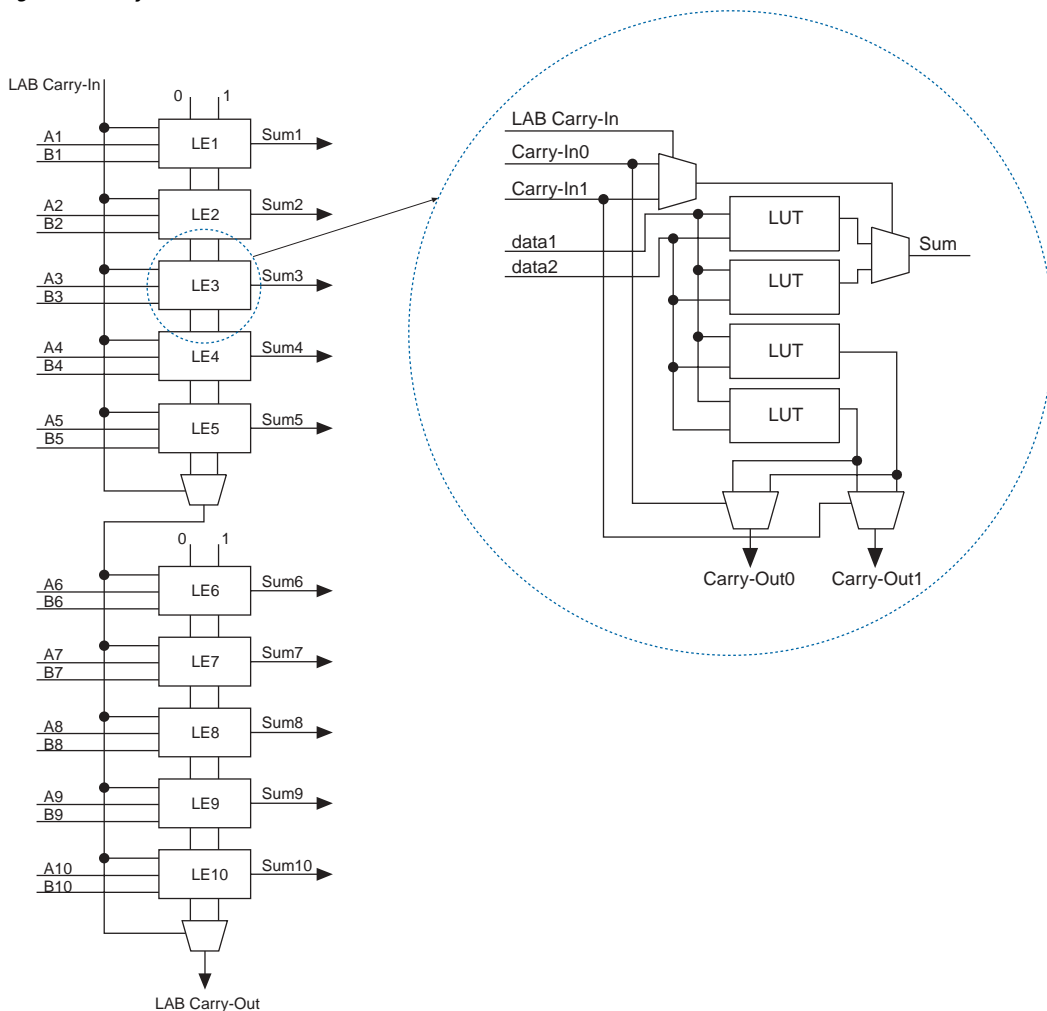 LAB Carry-In
0 1
A1
B1
LE1
Sum1
A2
B2
LE2
Sum2
A3
B3
LE3
Sum3
A4
B4
LE4
Sum4
A5
B5
LE5
Sum5
0 1
A6
B6
LE6
Sum6
A7
B7
LE7
Sum7
A8
B8
LE8
Sum8
A9
B9
LE9
Sum9
A10
B10
LE10
Sum10
LAB Carry-Out
LAB Carry-In
Carry-In0
Carry-In1
data1
data2
LUT
LUT
LUT
LUT
Sum
Carry-Out0
Carry-Out1